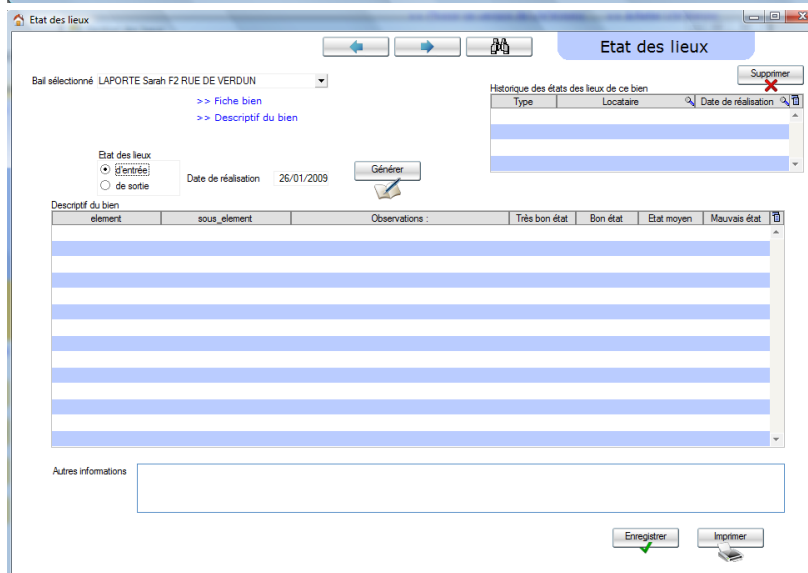 Etat des lieux
Etat des lieux
Bail sélectionné LAPORTE Sarah F2 RUE DE VERDUN
Supprimer
>> Fiche bien
>> Descriptif du bien
Historique des états des lieux de ce bien
Type Locataire Date de réalisation
Etat des lieux
d'entrée
de sortie
Date de réalisation 26/01/2009
Générer
Descriptif du bien
element sous_element Observations : Très bon état Bon état Etat moyen Mauvais état
Autres informations
Enregistrer Imprimer